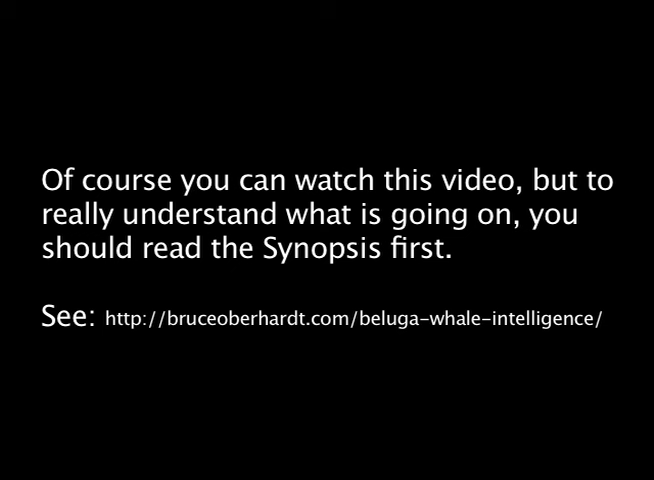 Of course you can watch this video, but to
really understand what is going on, you
should read the Synopsis first.
See: http://bruceoberhardt.com/beluga-whale-intelligence/